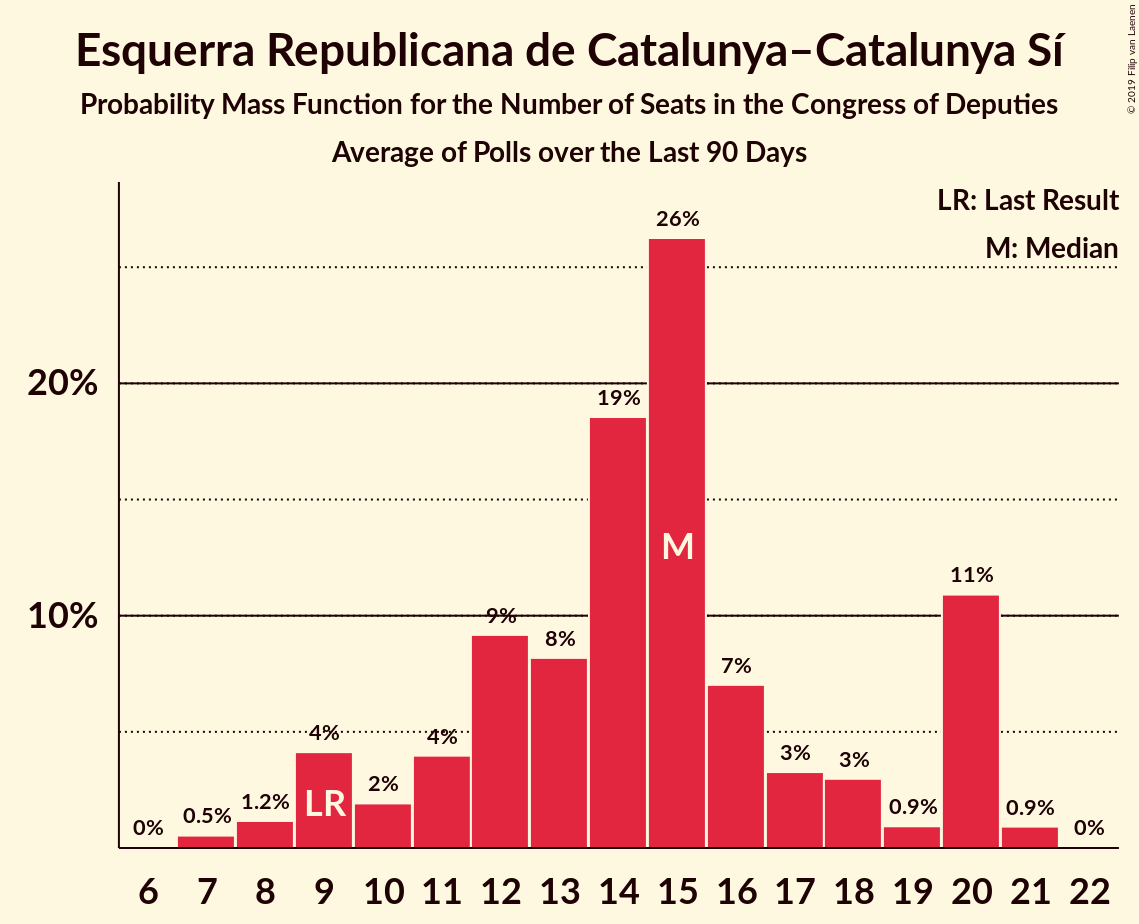 Esquerra Republicana de Catalunya–Catalunya Sí
Probability Mass Function for the Number of Seats in the Congress of Deputies
Average of Polls over the Last 90 Days
© 2019 Filip van Laenen
LR: Last Result
M: Median
26%
20%
19%
M
11%
10%
9%
8%
7%
4%
4%
3%
3%
2%
LR
1.2%
0.5%
0%
0.9%
0.9%
0%
6 7 8 9 10 11 12 13 14 15 16 17 18 19 20 21 22